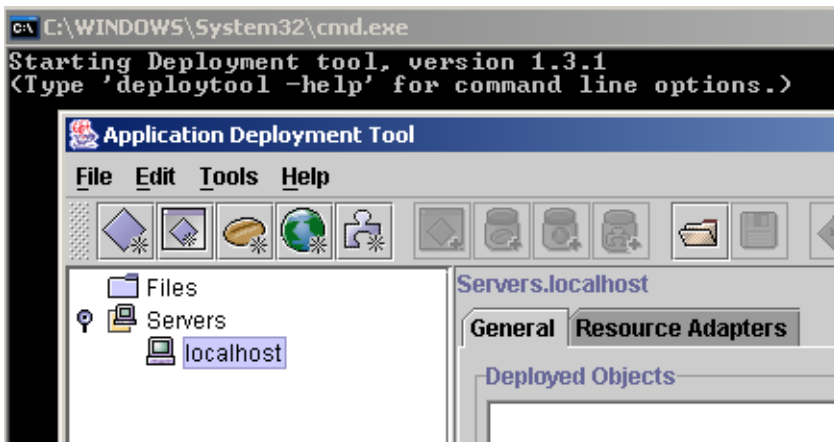 C:\WINDOWS\System32\cmd.exe
Starting Deployment tool, version 1.3.1
(Type 'deploytool -help' for command line options.)
Application Deployment Tool
File Edit Tools Help
Files
Servers
localhost
Servers.localhost
General Resource Adapters
Deployed Objects